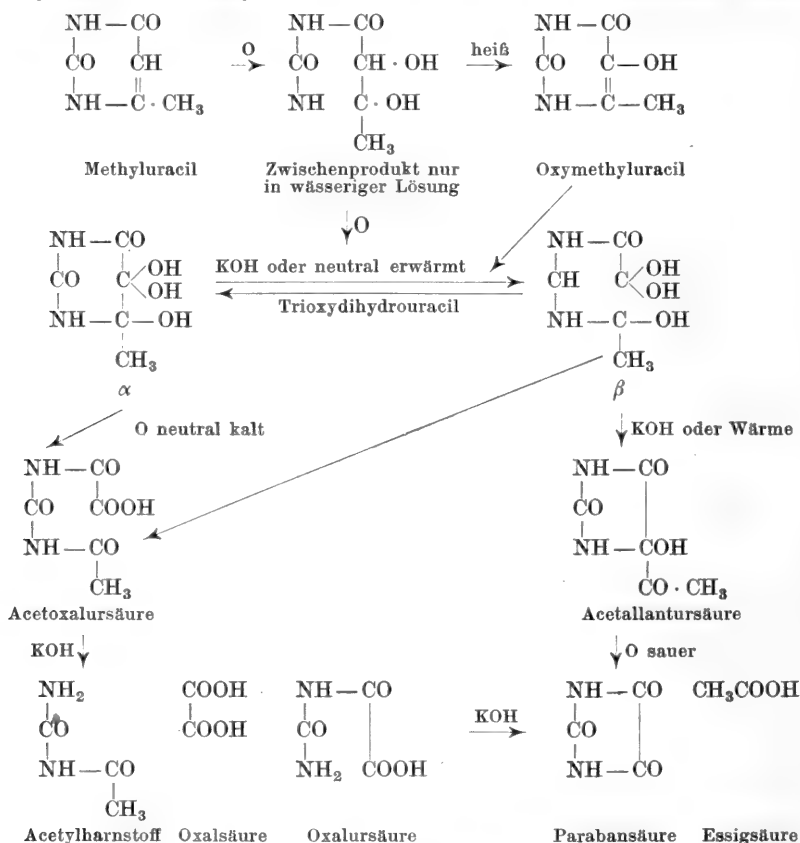 NH — CO NH — CO NH — CO
CO CH O CO CH · OH heiß CO C — OH
NH — C · CH₃ NH C · OH NH — C — CH₃
CH₃
Methyluracil Zwischenprodukt nur Oxymethyluracil
in wässeriger Lösung
O
NH — CO NH — CO
KOH oder neutral erwärmt
CO C OH CH C OH
OH OH
Trioxydihydrouracil
NH — C — OH NH — C — OH
CH₃ CH₃
α β
O neutral kalt KOH oder Wärme
NH — CO NH — CO
CO COOH CO
NH — CO NH — COH
CH₃ CO · CH₃
Acetoxalursäure Acetallantursäure
KOH O sauer
NH₂ COOH NH — CO NH — CO CH₃COOH
CO COOH CO KOH CO
NH — CO NH₂ COOH NH — CO
CH₃
Acetylharnstoff Oxalsäure Oxalursäure Parabansäure Essigsäure